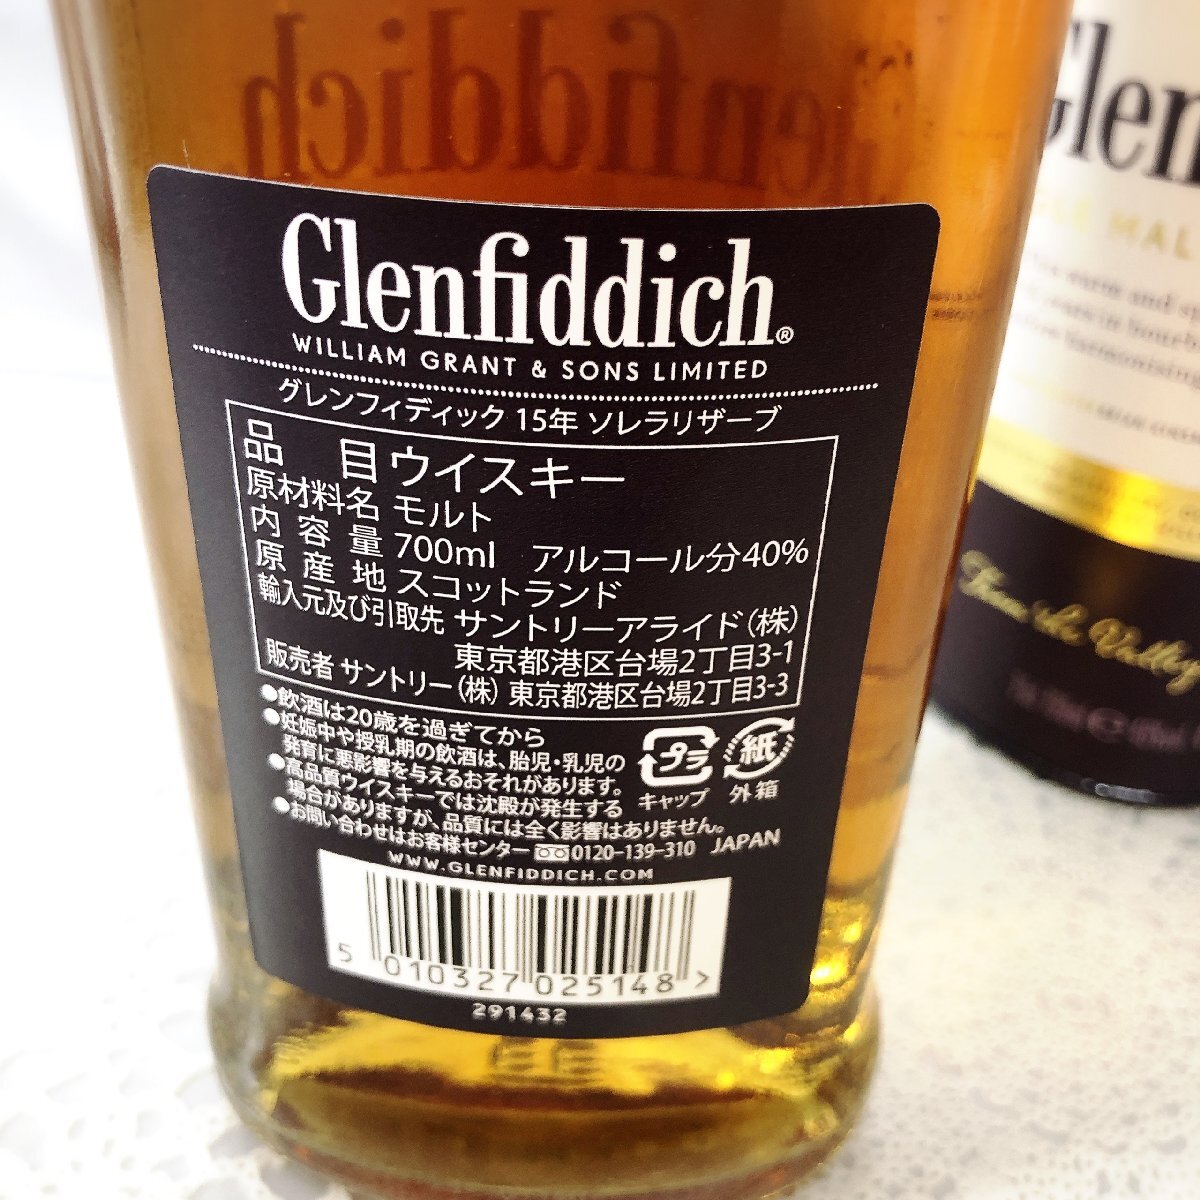 Glenfiddich
Glenfiddich®
WILLIAM GRANT & SONS LIMITED
グレンフィディック 15年 ソレラリザーブ
品 目 ウイスキー
原材料名 モルト
内容量 700ml アルコール分40%
原産地 スコットランド
輸入元及び引取先 サントリーアライド(株)
東京都港区台場2丁目3-1
販売者 サントリー(株) 東京都港区台場2丁目3-3
●飲酒は20歳を過ぎてから
●妊娠中や授乳期の飲酒は、胎児・乳児の
発育に悪影響を与えるおそれがあります。
●高品質ウイスキーでは沈殿が発生する
場合がありますが、品質には全く影響はありません。
●お問い合わせはお客様センター 0120-139-310 JAPAN
プラ
キャップ
紙
外箱
WWW.GLENFIDDICH.COM
5 010327 025148 >
291432
Glen
MALT
warm and
bourb
harmonising
the Valley